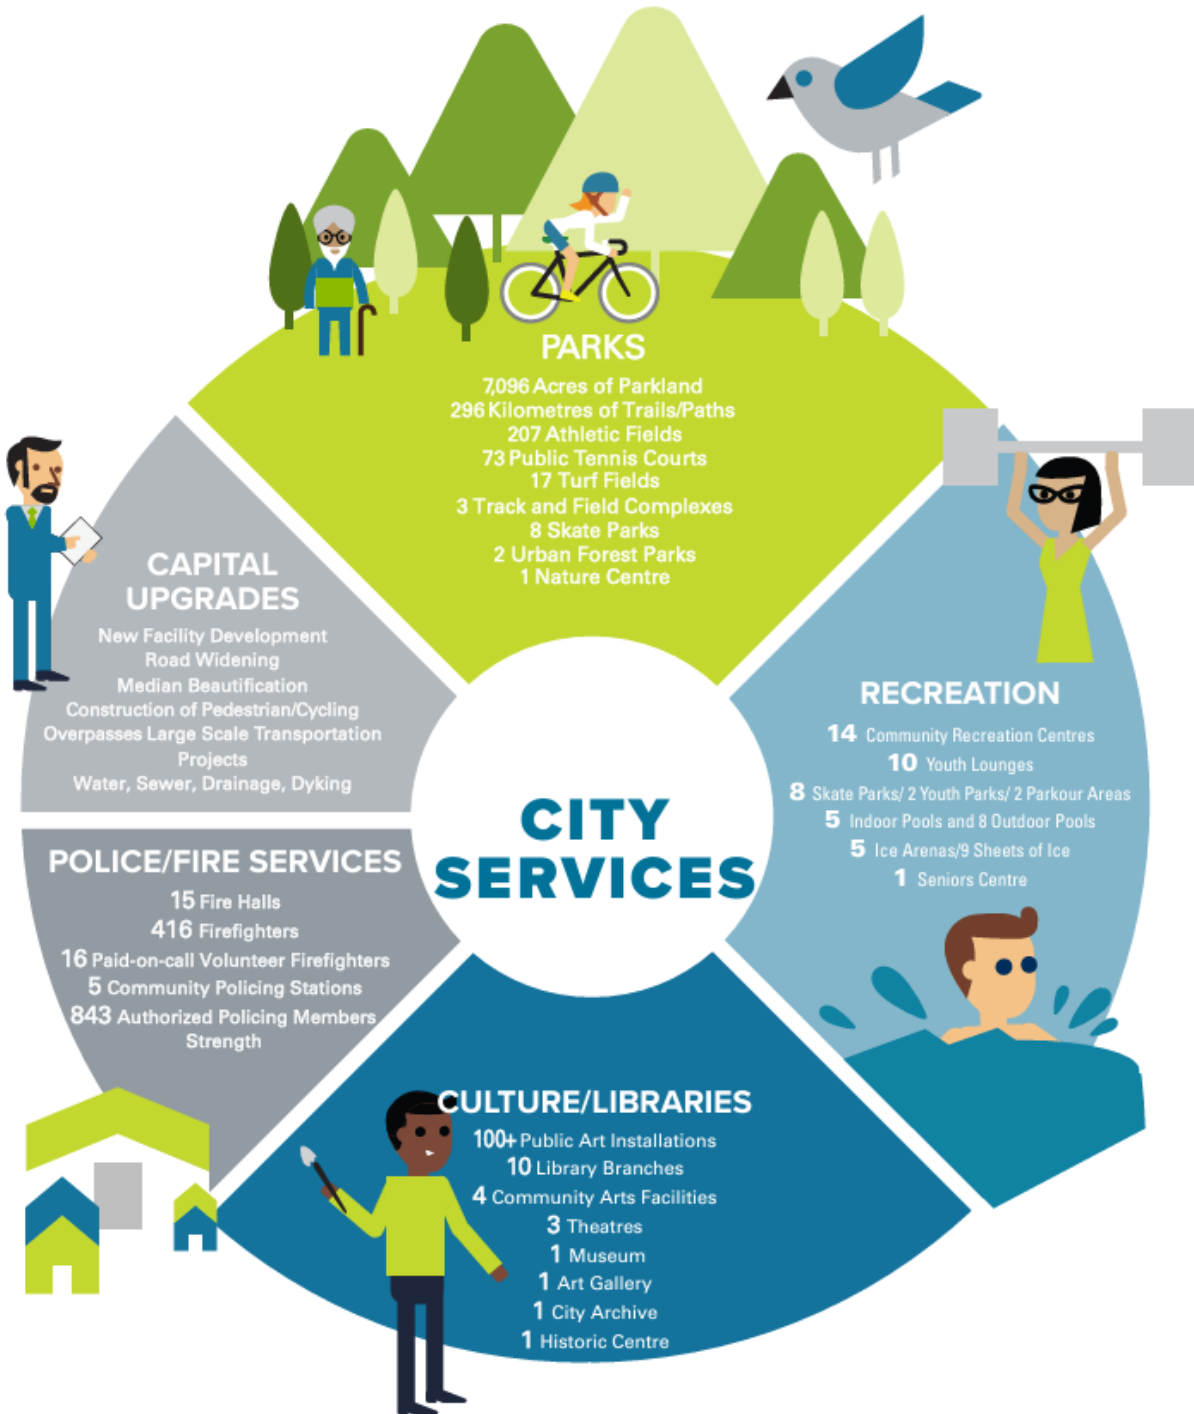 PARKS
7,096 Acres of Parkland
296 Kilometres of Trails/Paths
207 Athletic Fields
73 Public Tennis Courts
17 Turf Fields
3 Track and Field Complexes
8 Skate Parks
2 Urban Forest Parks
1 Nature Centre
CAPITAL
UPGRADES
New Facility Development
Road Widening
Median Beautification
Construction of Pedestrian/Cycling
Overpasses Large Scale Transportation
Projects
Water, Sewer, Drainage, Dyking
RECREATION
14 Community Recreation Centres
10 Youth Lounges
8 Skate Parks/ 2 Youth Parks/ 2 Parkour Areas
5 Indoor Pools and 8 Outdoor Pools
5 Ice Arenas/9 Sheets of Ice
1 Seniors Centre
CITY
SERVICES
POLICE/FIRE SERVICES
15 Fire Halls
416 Firefighters
16 Paid-on-call Volunteer Firefighters
5 Community Policing Stations
843 Authorized Policing Members
Strength
CULTURE/LIBRARIES
100+ Public Art Installations
10 Library Branches
4 Community Arts Facilities
3 Theatres
1 Museum
1 Art Gallery
1 City Archive
1 Historic Centre